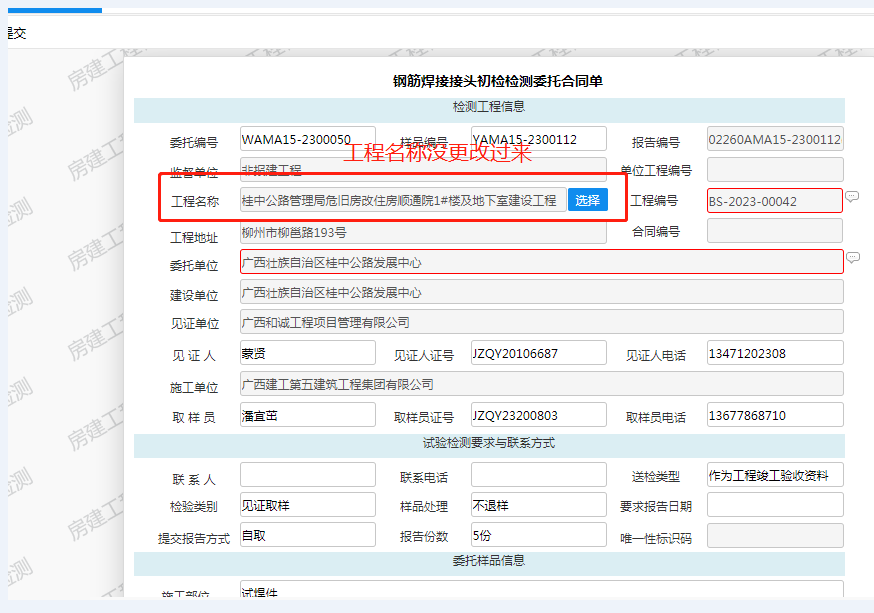 提交
钢筋焊接接头初检检测委托合同单
检测工程信息
委托编号 WAMA15-2300050 样品编号 YAMA15-2300112 报告编号 02260AMA15-2300112
工程名称没更改过来
监督单位 非报建工程 单位工程编号
工程名称 桂中公路管理局危旧房改住房顺通院1#楼及地下室建设工程 选择 工程编号 BS-2023-00042
工程地址 柳州市柳邕路193号 合同编号
委托单位 广西壮族自治区桂中公路发展中心
建设单位 广西壮族自治区桂中公路发展中心
见证单位 广西和诚工程项目管理有限公司
见 证 人 蒙贤 见证人证号 JZQY20106687 见证人电话 13471202308
施工单位 广西建工第五建筑工程集团有限公司
取 样 员 潘宜茁 取样员证号 JZQY23200803 取样员电话 13677868710
试验检测要求与联系方式
联 系 人 联系电话 送检类型 作为工程竣工验收资料
检验类别 见证取样 样品处理 不退样 要求报告日期
提交报告方式 自取 报告份数 5份 唯一性标识码
委托样品信息
施工部位 试焊件